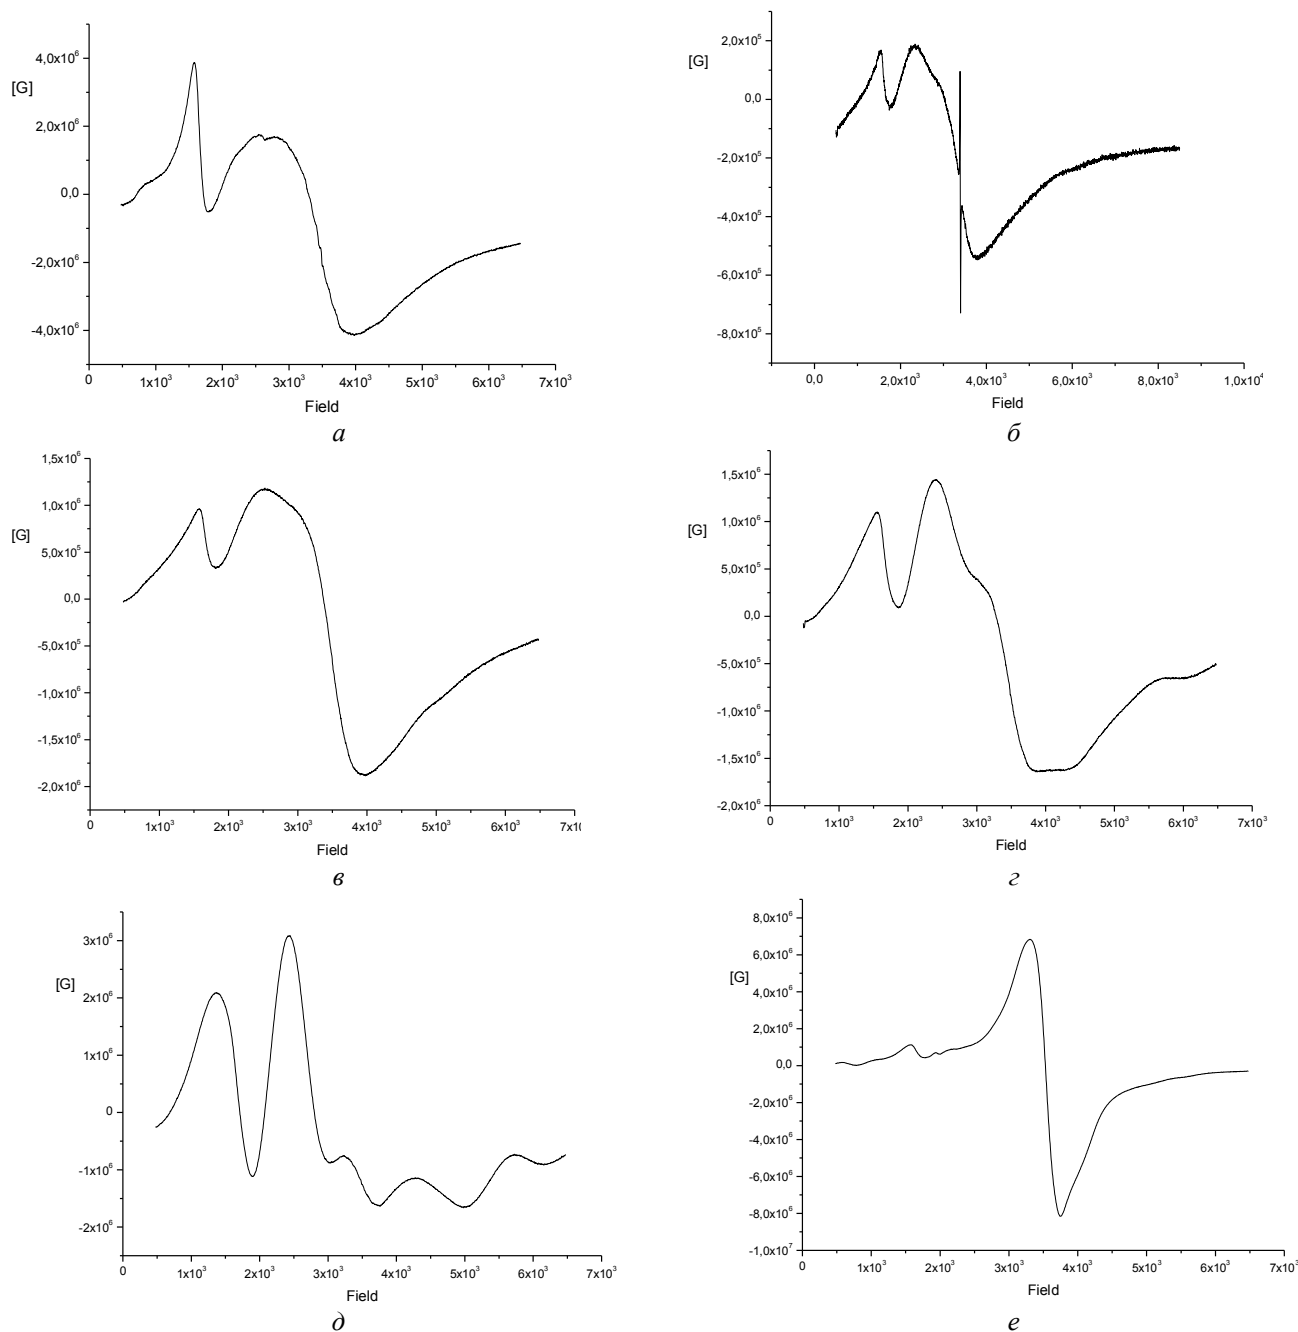 4,0x10⁶
[G]
2,0x10⁶
0,0
-2,0x10⁶
-4,0x10⁶
0 1x10³ 2x10³ 3x10³ 4x10³ 5x10³ 6x10³ 7x10³
Field
а
2,0x10⁵
[G]
0,0
-2,0x10⁵
-4,0x10⁵
-6,0x10⁵
-8,0x10⁵
0,0 2,0x10³ 4,0x10³ 6,0x10³ 8,0x10³ 1,0x10⁴
Field
б
1,5x10⁶
1,0x10⁶
[G]
5,0x10⁵
0,0
-5,0x10⁵
-1,0x10⁶
-1,5x10⁶
-2,0x10⁶
0 1x10³ 2x10³ 3x10³ 4x10³ 5x10³ 6x10³ 7x1
Field
в
1,5x10⁶
1,0x10⁶
[G]
5,0x10⁵
0,0
-5,0x10⁵
-1,0x10⁶
-1,5x10⁶
-2,0x10⁶
0 1x10³ 2x10³ 3x10³ 4x10³ 5x10³ 6x10³ 7x10³
Field
г
3x10⁶
[G]
2x10⁶
1x10⁶
0
-1x10⁶
-2x10⁶
0 1x10³ 2x10³ 3x10³ 4x10³ 5x10³ 6x10³ 7x10³
Field
д
8,0x10⁶
6,0x10⁶
[G]
4,0x10⁶
2,0x10⁶
0,0
-2,0x10⁶
-4,0x10⁶
-6,0x10⁶
-8,0x10⁶
-1,0x10⁷
0 1x10³ 2x10³ 3x10³ 4x10³ 5x10³ 6x10³ 7x10³
Field
е